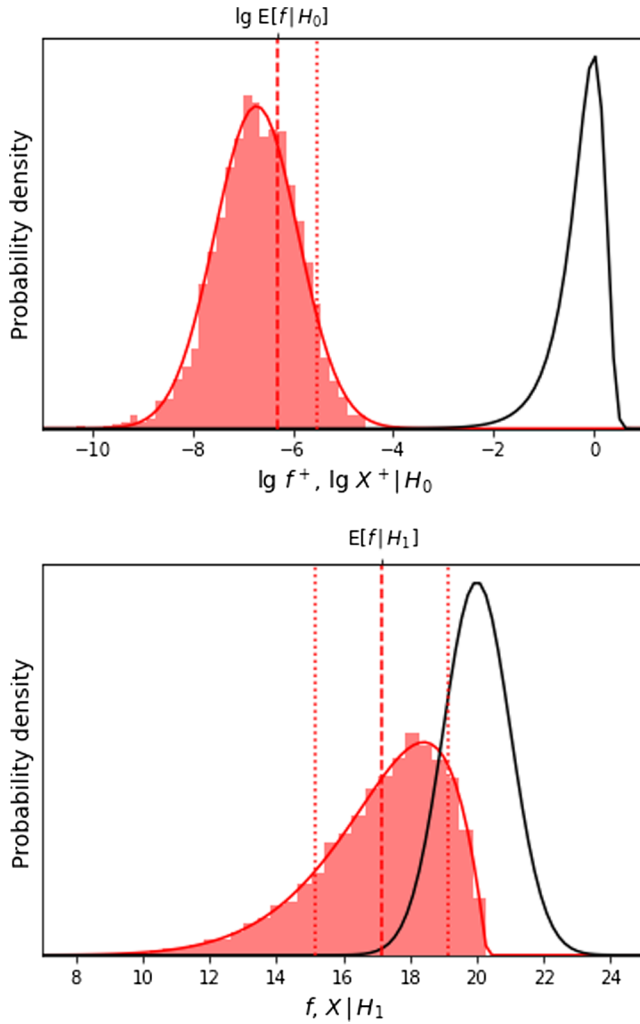 lg E[f|H₀]
Probability density
−10 −8 −6 −4 −2 0
lg f⁺, lg X⁺|H₀
E[f|H₁]
Probability density
8 10 12 14 16 18 20 22 24
f, X|H₁